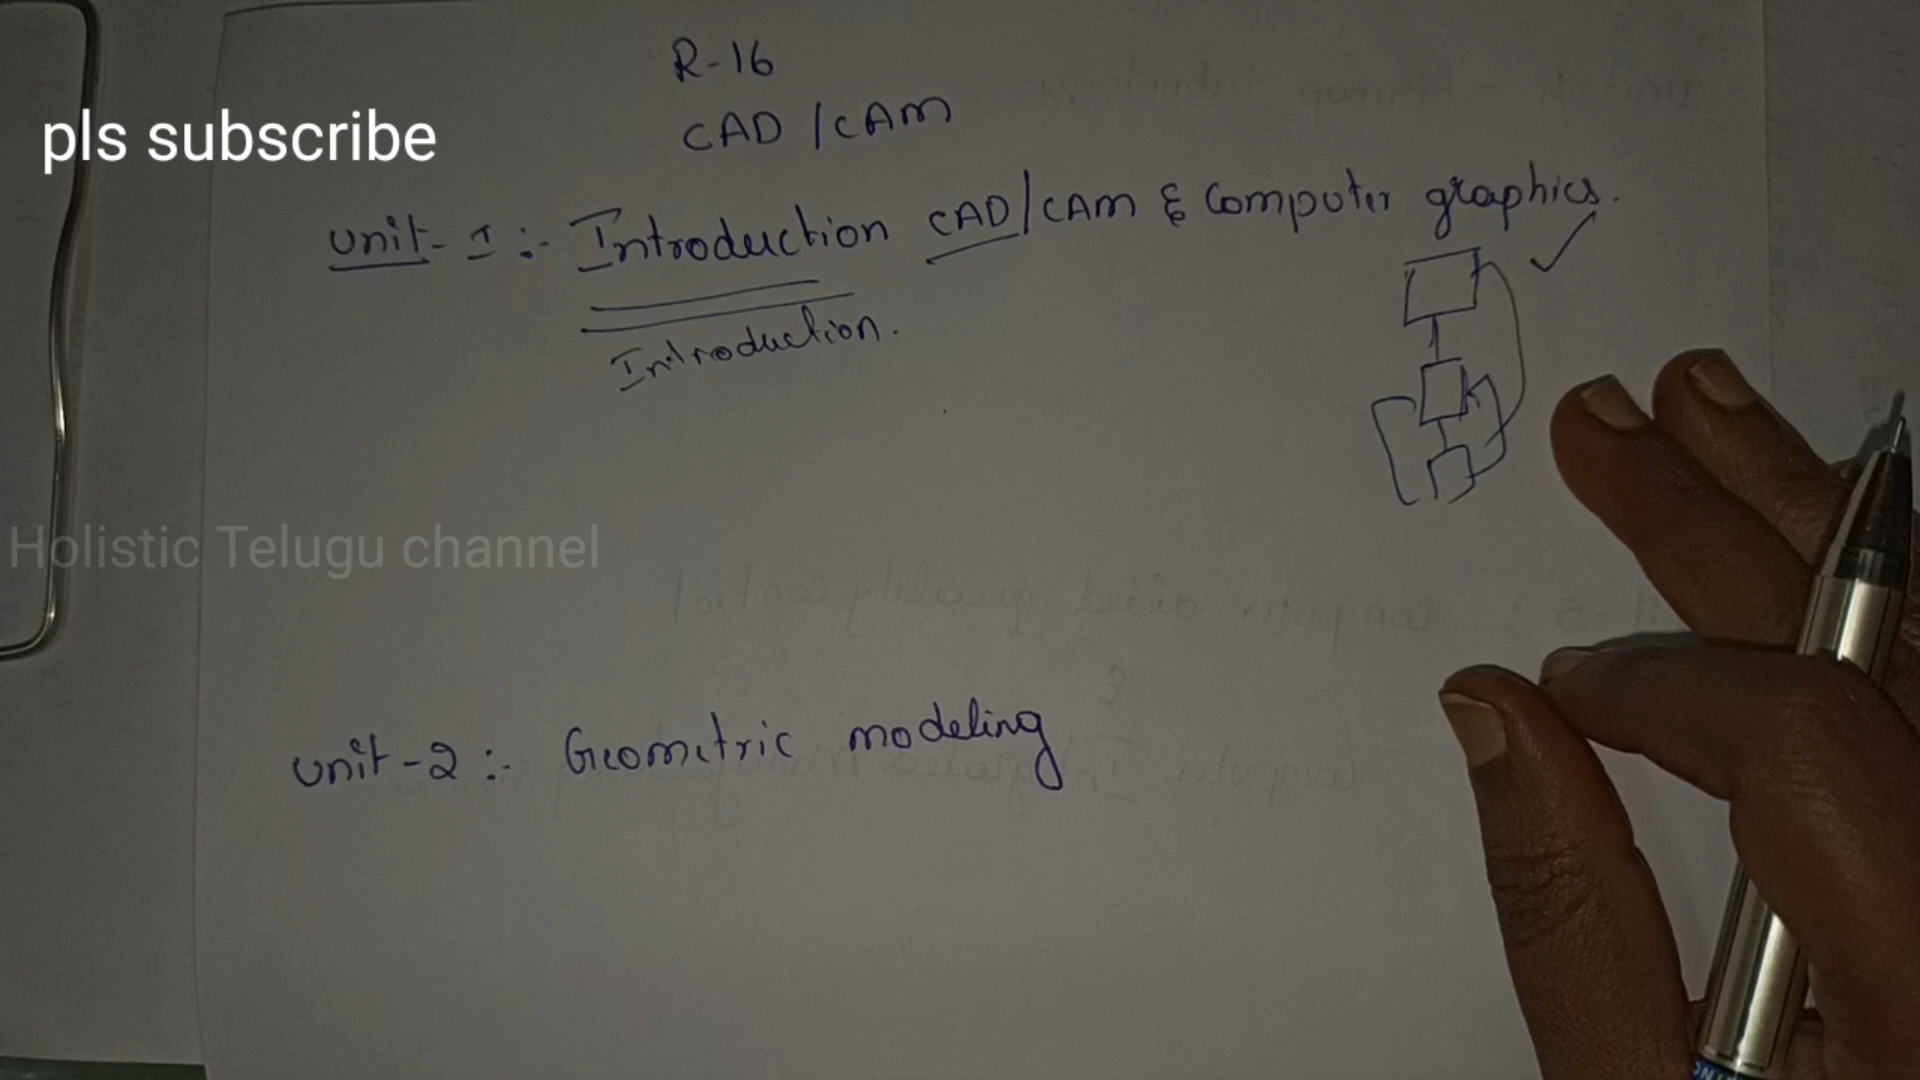 R-16
CAD / CAM
pls subscribe
unit - I :- Introduction CAD/CAM & Computer graphics.
Introduction.
Holistic Telugu channel
unit-2 :- Geometric modeling